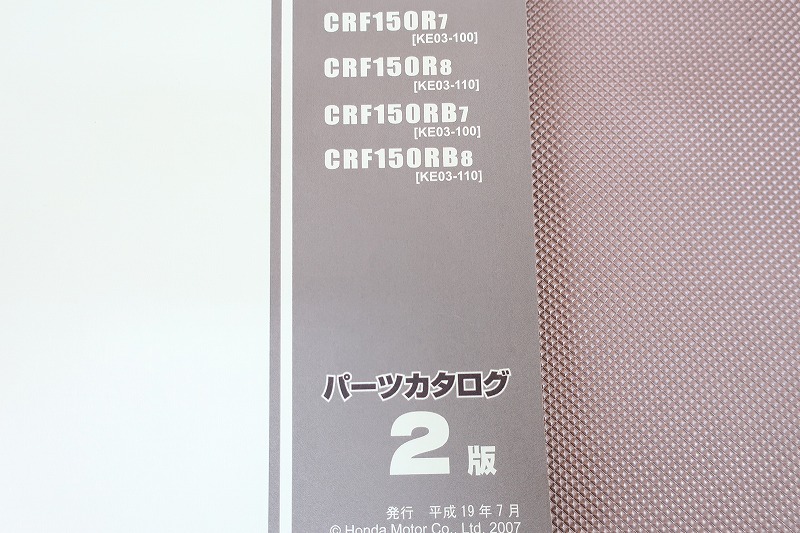 CRF150R7
[KE03-100]
CRF150R8
[KE03-110]
CRF150RB7
[KE03-100]
CRF150RB8
[KE03-110]
パーツカタログ
2版
発行 平成19年7月
© Honda Motor Co., Ltd. 2007